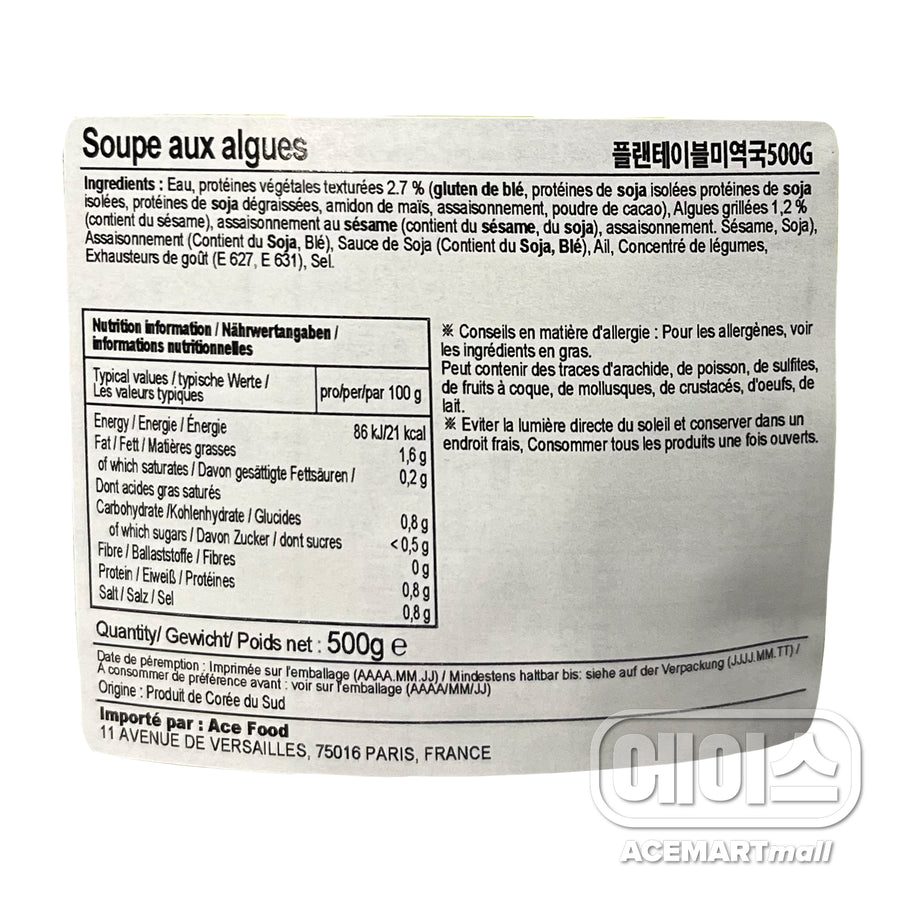 Soupe aux algues
플랜테이블미역국500G
Ingredients : Eau, protéines végétales texturées 2.7 % (gluten de blé, protéines de soja isolées protéines de soja
isolées, protéines de soja dégraissées, amidon de maïs, assaisonnement, poudre de cacao), Algues grillées 1,2 %
(contient du sésame), assaisonnement au sésame (contient du sésame, du soja), assaisonnement. Sésame, Soja),
Assaisonnement (Contient du Soja, Blé), Sauce de Soja (Contient du Soja, Blé), Ail, Concentré de légumes,
Exhausteurs de goût (E 627, E 631), Sel.
Nutrition information / Nährwertangaben /
informations nutritionnelles
Typical values / typische Werte /
Les valeurs typiques
pro/per/par 100 g
Energy / Energie / Énergie 86 kJ/21 kcal
Fat / Fett / Matières grasses 1,6 g
of which saturates / Davon gesättigte Fettsäuren / 0,2 g
Dont acides gras saturés
Carbohydrate /Kohlenhydrate / Glucides 0,8 g
of which sugars / Davon Zucker / dont sucres <0,5 g
Fibre / Ballaststoffe / Fibres 0 g
Protein / Eiweiß / Protéines 0,8 g
Salt / Salz / Sel 0,8 g
※ Conseils en matière d'allergie : Pour les allergènes, voir
les ingrédients en gras.
Peut contenir des traces d'arachide, de poisson, de sulfites,
de fruits à coque, de mollusques, de crustacés, d'oeufs, de
lait.
※ Eviter la lumière directe du soleil et conserver dans un
endroit frais, Consommer tous les produits une fois ouverts.
Quantity/ Gewicht/ Poids net : 500g e
Date de péremption : Imprimée sur l'emballage (AAAA.MM.JJ) / Mindestens haltbar bis: siehe auf der Verpackung (JJJJ.MM.TT) /
A consommer de préférence avant : voir sur l'emballage (AAAA/MM/JJ)
Origine : Produit de Corée du Sud
Importé par : Ace Food
11 AVENUE DE VERSAILLES, 75016 PARIS, FRANCE
에이스
ACEMARTmall